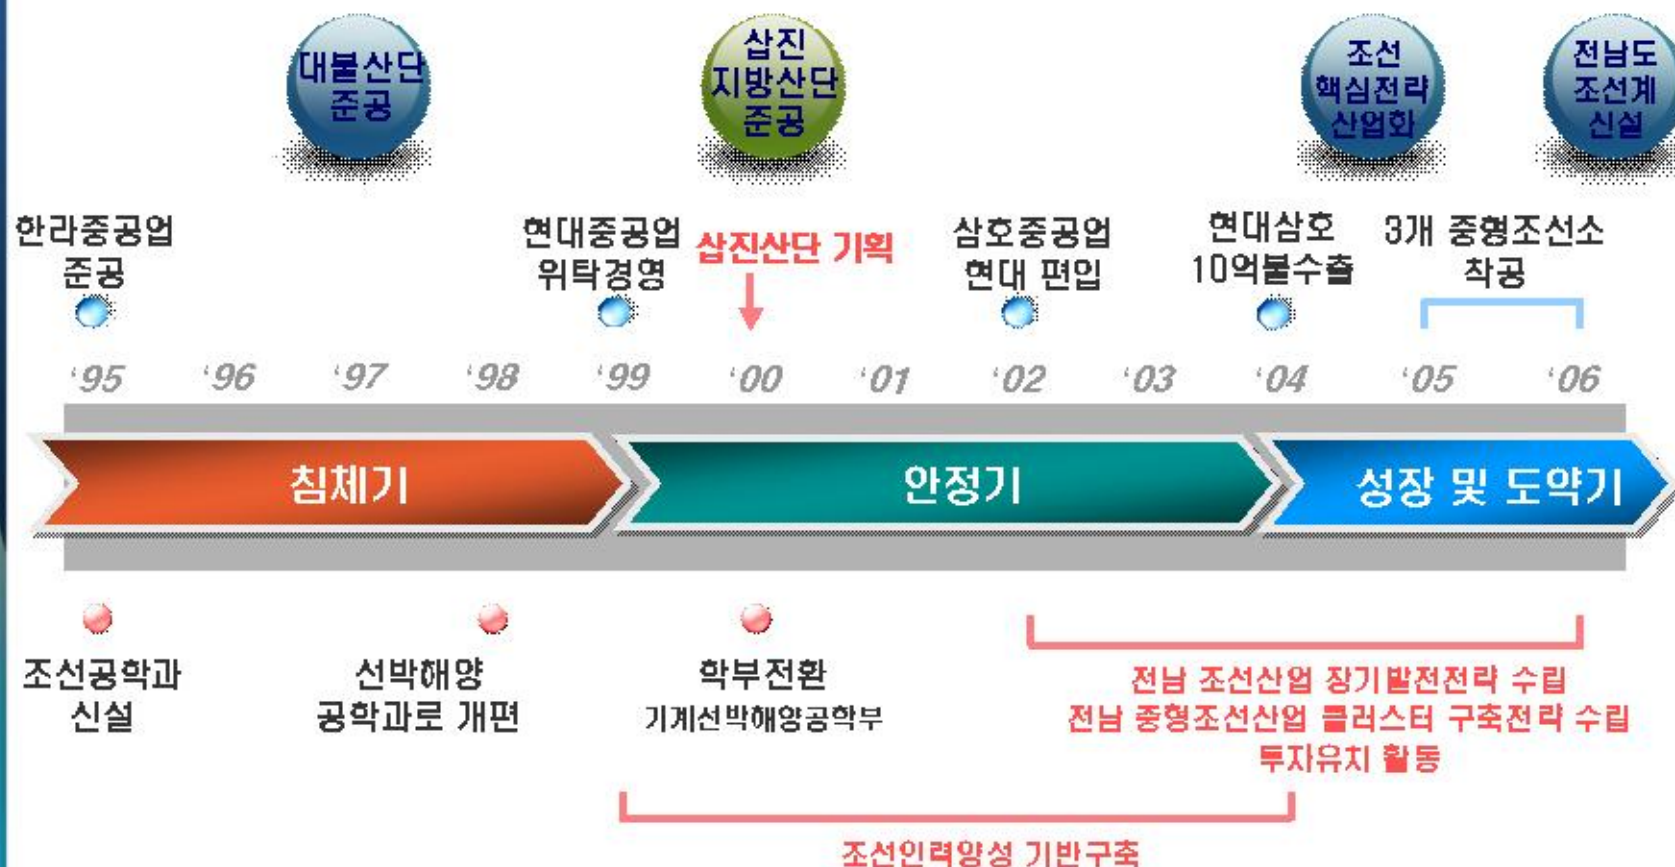 대불산단
준공
삽진
지방산단
준공
조선
핵심전략
산업화
전남도
조선계
신설
한라중공업
준공
현대중공업
위탁경영
삽진산단 기획
삼호중공업
현대 편입
현대삼호
10억불수출
3개 중형조선소
착공
‘95 ‘96 ‘97 ‘98 ‘99 ‘00 ‘01 ‘02 ‘03 ‘04 ‘05 ‘06
침체기 안정기 성장 및 도약기
조선공학과
신설
선박해양
공학과로 개편
학부전환
기계선박해양공학부
전남 조선산업 장기발전전략 수립
전남 중형조선산업 클러스터 구축전략 수립
투자유치 활동
조선인력양성 기반구축